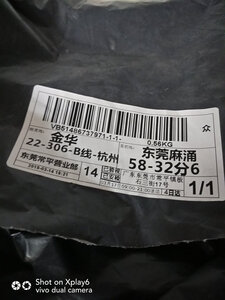 VB51486737971-1-1-
0.56KG
众
金华
22-306-B线-杭州
东莞麻涌
58-32分6
东莞常平营业部
14
1/1
Shot on Xplay6
vivo dual camera